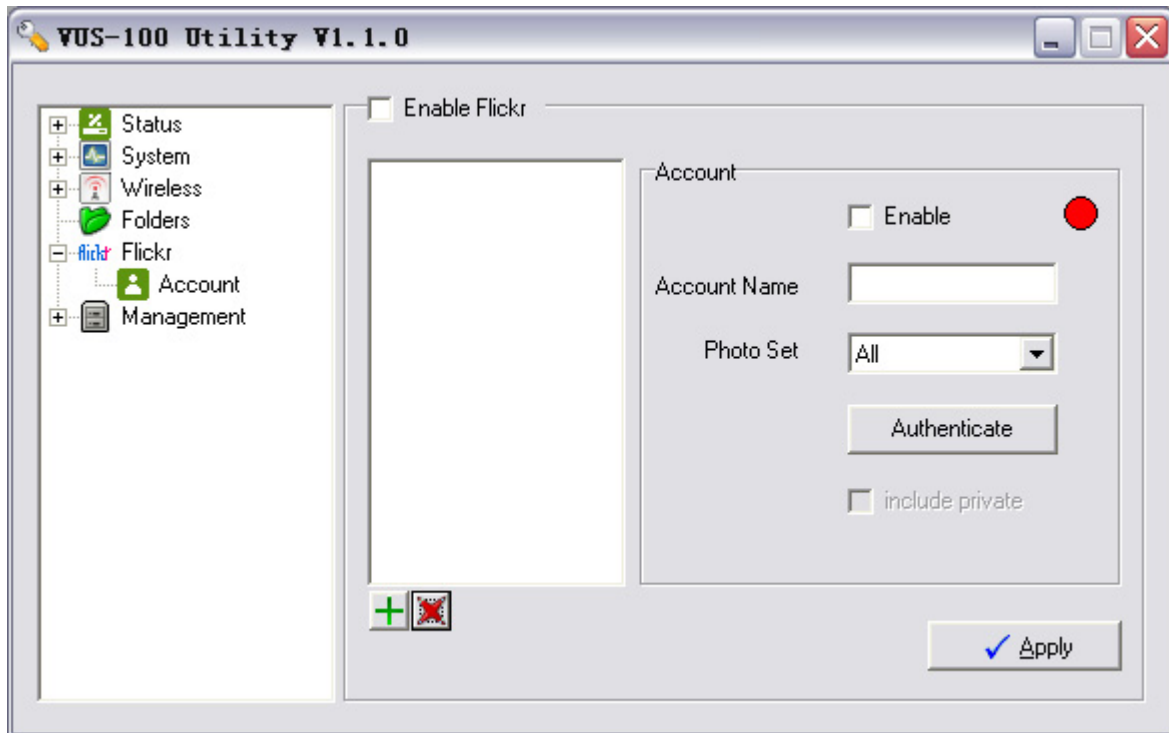 VUS-100 Utility V1.1.0
Status
System
Wireless
Folders
flickr Flickr
Account
Management
Enable Flickr
Account
Enable
Account Name
Photo Set All
Authenticate
include private
Apply